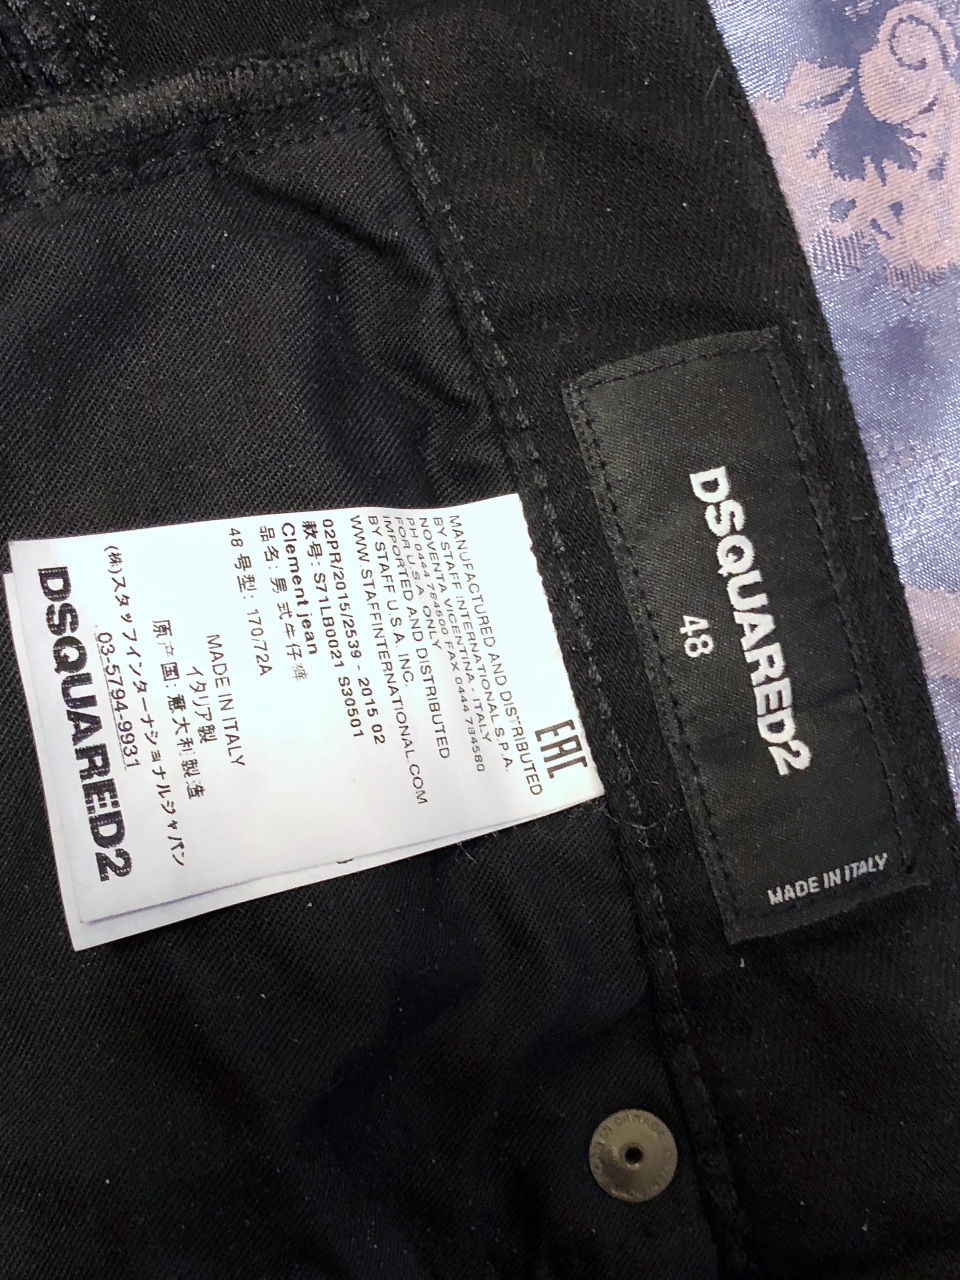 DSQUARED2
48
MADE IN ITALY
EAC
MANUFACTURED AND DISTRIBUTED
BY STAFF INTERNATIONAL S.P.A.
NOVENTA VICENTINA - ITALY
PH 0444 784500 FAX 0444 784580
FOR U.S.A. ONLY
IMPORTED AND DISTRIBUTED
BY STAFF U.S.A. INC.
WWW.STAFFINTERNATIONAL.COM
02PR/2015/2539 - 2015 02
款号: S71LB0021 S30501
Clement jean
品名: 男 式牛仔裤
48 号型: 170/72A
MADE IN ITALY
イタリア製
原产国: 意大利製造
(株)スタッフインターナショナルジャパン
03-5794-9931
DSQUARED2